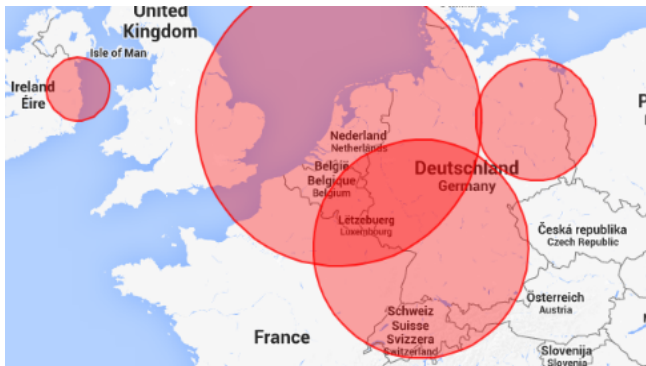 United
Kingdom
Isle of Man
Ireland
Éire
Nederland
Netherlands
België
Belgique
Belgium
Deutschland
Germany
Lëtzebuerg
Luxembourg
Česká republika
Czech Republic
Österreich
Austria
Schweiz
Suisse
Svizzera
Switzerland
France
Slovenija
Slovenia